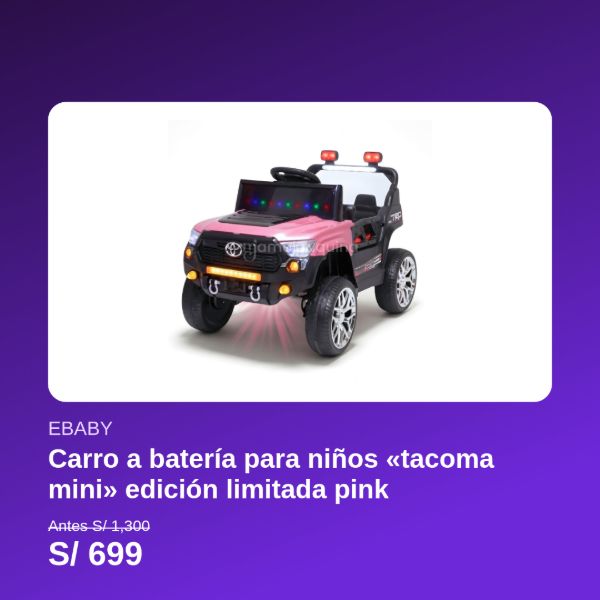 EBABY
Carro a batería para niños «tacoma
mini» edición limitada pink
Antes S/ 1,300
S/ 699